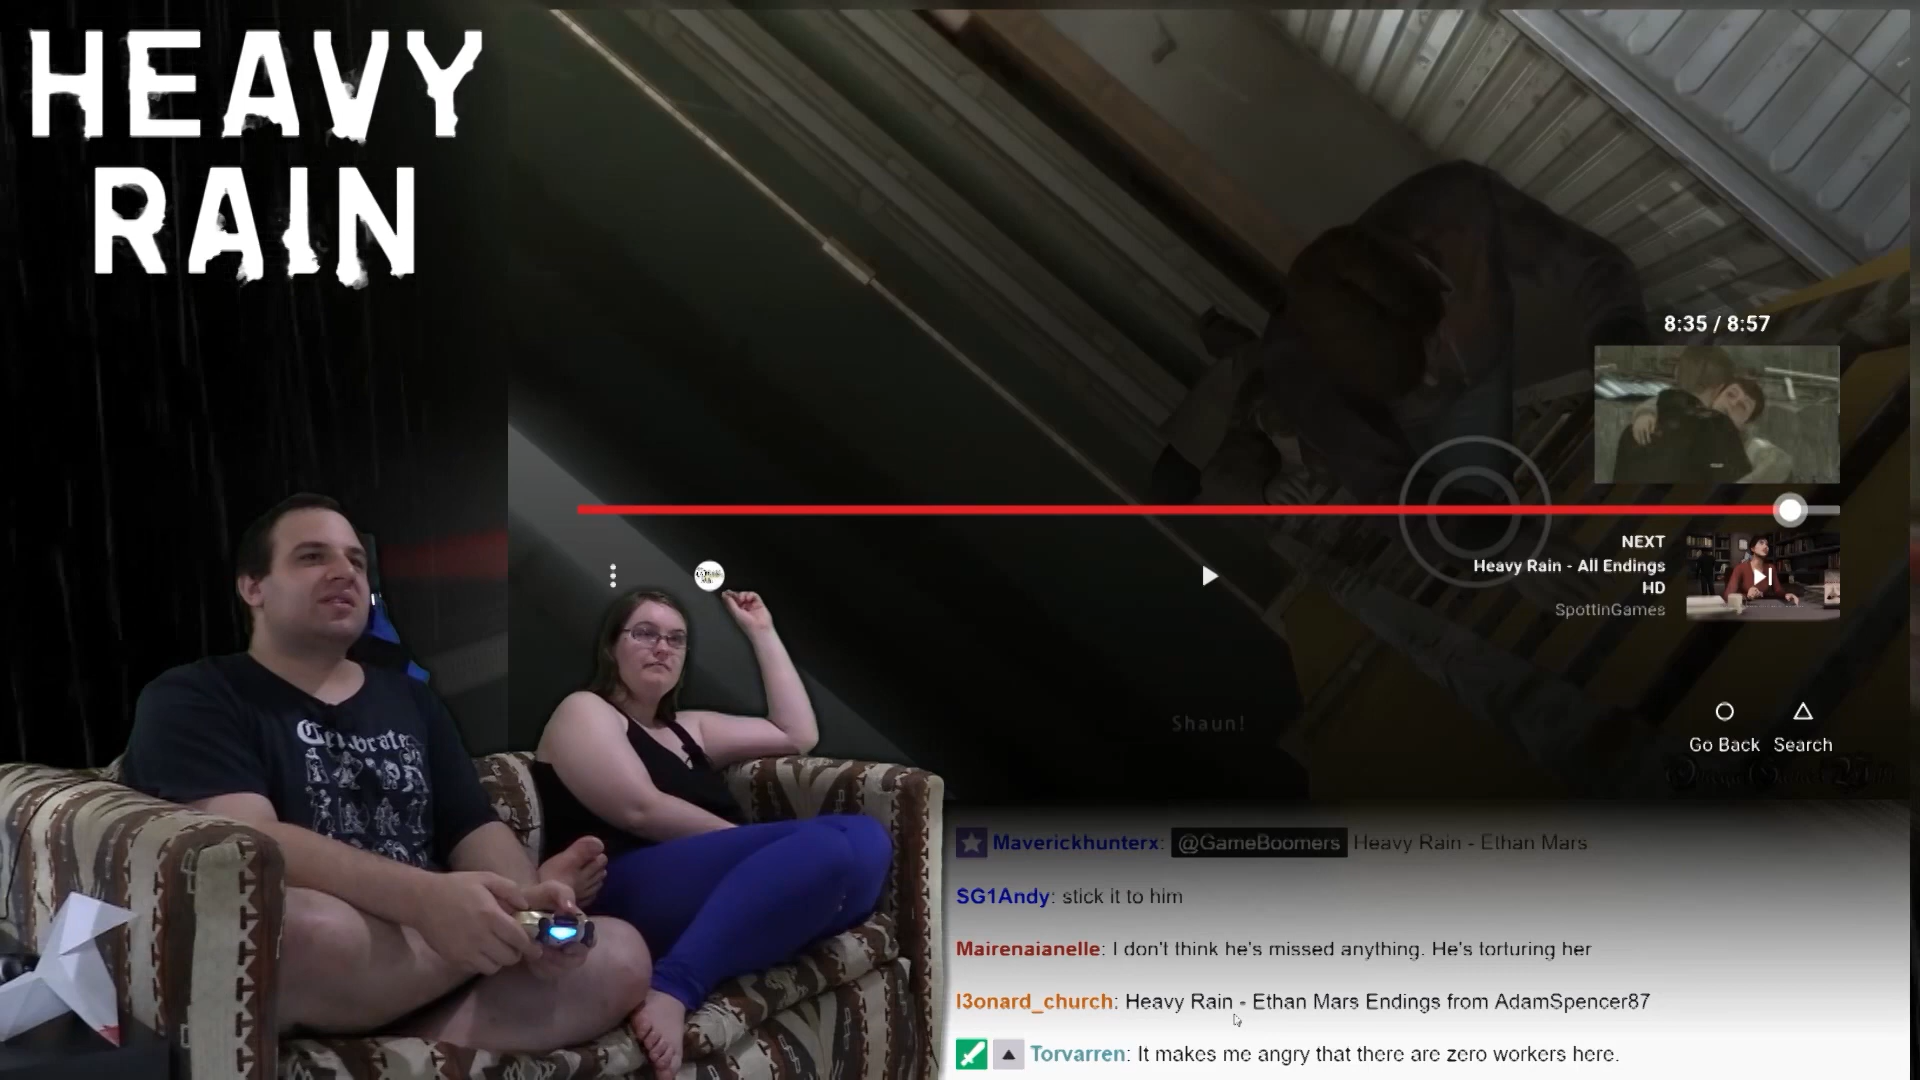 HEAVY
RAIN
8:35 / 8:57
NEXT
Heavy Rain - All Endings
HD
SpottinGames
Shaun!
Go Back Search
Celebrate
Maverickhunterx: @GameBoomers Heavy Rain - Ethan Mars
SG1Andy: stick it to him
Mairenaianelle: I don't think he's missed anything. He's torturing her
l3onard_church: Heavy Rain - Ethan Mars Endings from AdamSpencer87
Torvarren: It makes me angry that there are zero workers here.